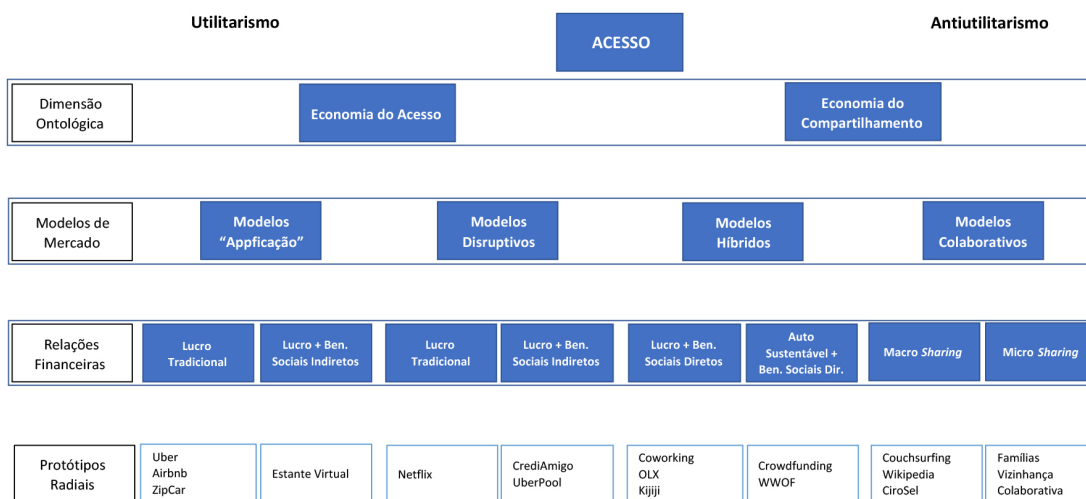 Utilitarismo
ACESSO
Antiutilitarismo
Dimensão
Ontológica
Economia do Acesso
Economia do
Compartilhamento
Modelos de
Mercado
Modelos
“Appficação”
Modelos
Disruptivos
Modelos
Híbridos
Modelos
Colaborativos
Relações
Financeiras
Lucro
Tradicional
Lucro + Ben.
Sociais Indiretos
Lucro
Tradicional
Lucro + Ben.
Sociais Indiretos
Lucro + Ben.
Sociais Diretos
Auto
Sustentável +
Ben. Sociais Dir.
Macro Sharing
Micro Sharing
Protótipos
Radiais
Uber
Airbnb
ZipCar
Estante Virtual
Netflix
CrediAmigo
UberPool
Coworking
OLX
Kijiji
Crowdfunding
WWOF
Couchsurfing
Wikipedia
CiroSel
Famílias
Vizinhança
Colaborativa